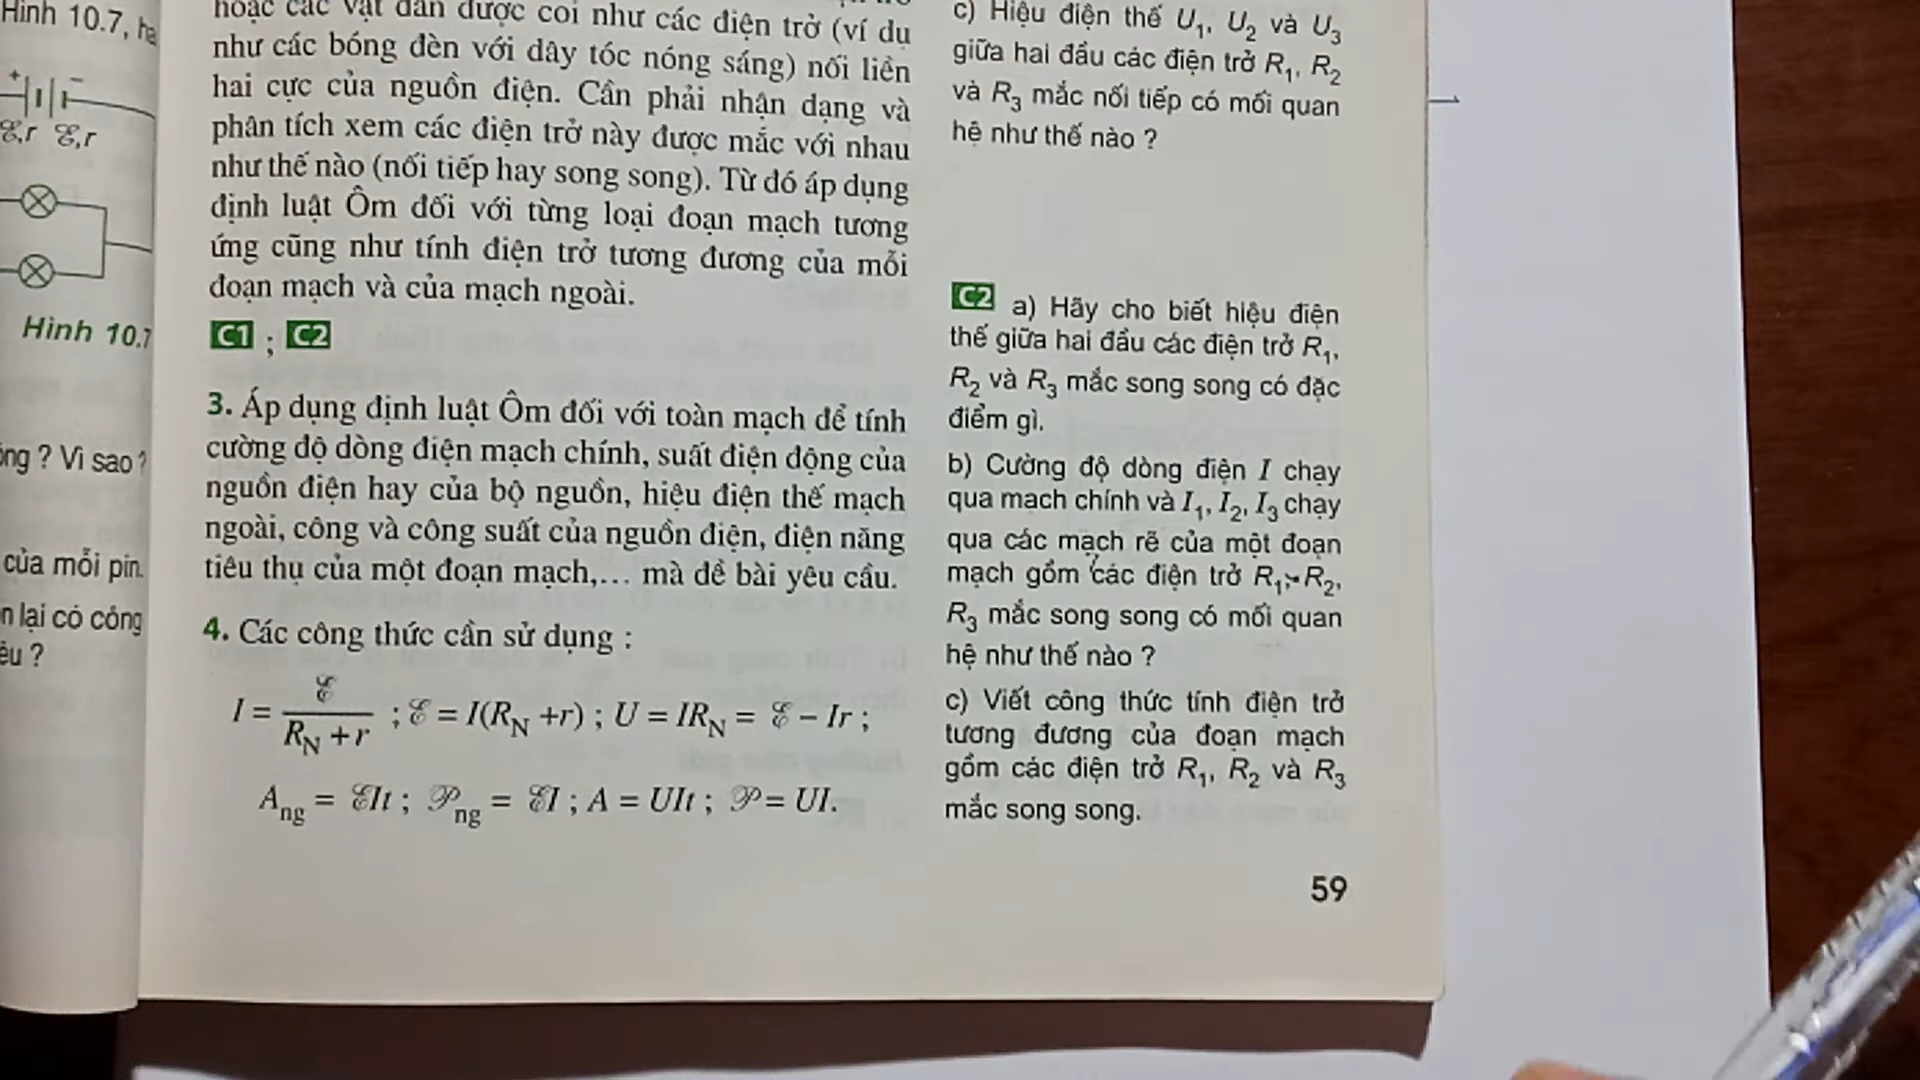 Hình 10.7,
+ −
ℰ,r ℰ,r
Hình 10.7
? Vì sao ?
của mỗi pin.
lại có công
?
hoặc các vật dẫn được coi như các điện trở (ví dụ
như các bóng đèn với dây tóc nóng sáng) nối liền
hai cực của nguồn điện. Cần phải nhận dạng và
phân tích xem các điện trở này được mắc với nhau
như thế nào (nối tiếp hay song song). Từ đó áp dụng
định luật Ôm đối với từng loại đoạn mạch tương
ứng cũng như tính điện trở tương đương của mỗi
đoạn mạch và của mạch ngoài.
C1 ; C2
3. Áp dụng định luật Ôm đối với toàn mạch để tính
cường độ dòng điện mạch chính, suất điện động của
nguồn điện hay của bộ nguồn, hiệu điện thế mạch
ngoài, công và công suất của nguồn điện, điện năng
tiêu thụ của một đoạn mạch,... mà đề bài yêu cầu.
4. Các công thức cần sử dụng :
I = ℰ / (R_N + r) ; ℰ = I(R_N + r) ; U = IR_N = ℰ − Ir ;
A_ng = ℰIt ; 𝒫_ng = ℰI ; A = UIt ; 𝒫 = UI.
c) Hiệu điện thế U₁, U₂ và U₃
giữa hai đầu các điện trở R₁, R₂
và R₃ mắc nối tiếp có mối quan
hệ như thế nào ?
C2 a) Hãy cho biết hiệu điện
thế giữa hai đầu các điện trở R₁,
R₂ và R₃ mắc song song có đặc
điểm gì.
b) Cường độ dòng điện I chạy
qua mạch chính và I₁, I₂, I₃ chạy
qua các mạch rẽ của một đoạn
mạch gồm các điện trở R₁, R₂,
R₃ mắc song song có mối quan
hệ như thế nào ?
c) Viết công thức tính điện trở
tương đương của đoạn mạch
gồm các điện trở R₁, R₂ và R₃
mắc song song.
59